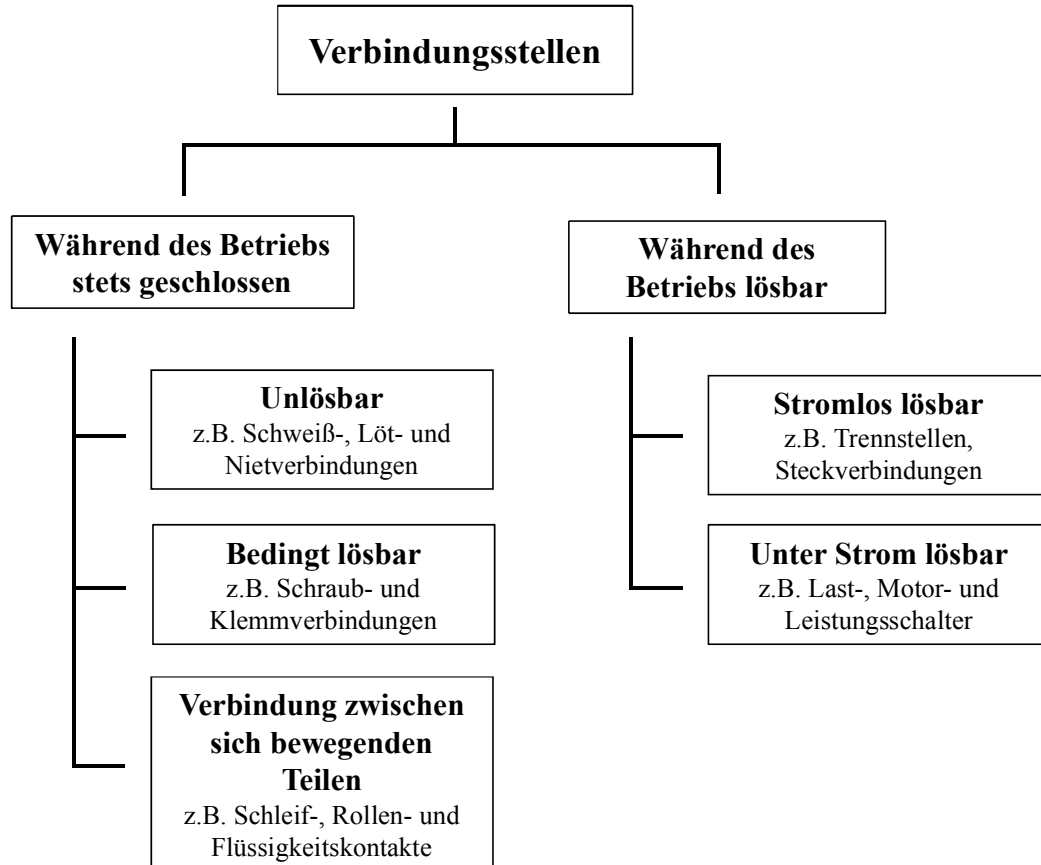 Verbindungsstellen
Während des Betriebs
stets geschlossen
Unlösbar
z.B. Schweiß-, Löt- und
Nietverbindungen
Bedingt lösbar
z.B. Schraub- und
Klemmverbindungen
Verbindung zwischen
sich bewegenden
Teilen
z.B. Schleif-, Rollen- und
Flüssigkeitskontakte
Während des
Betriebs lösbar
Stromlos lösbar
z.B. Trennstellen,
Steckverbindungen
Unter Strom lösbar
z.B. Last-, Motor- und
Leistungsschalter